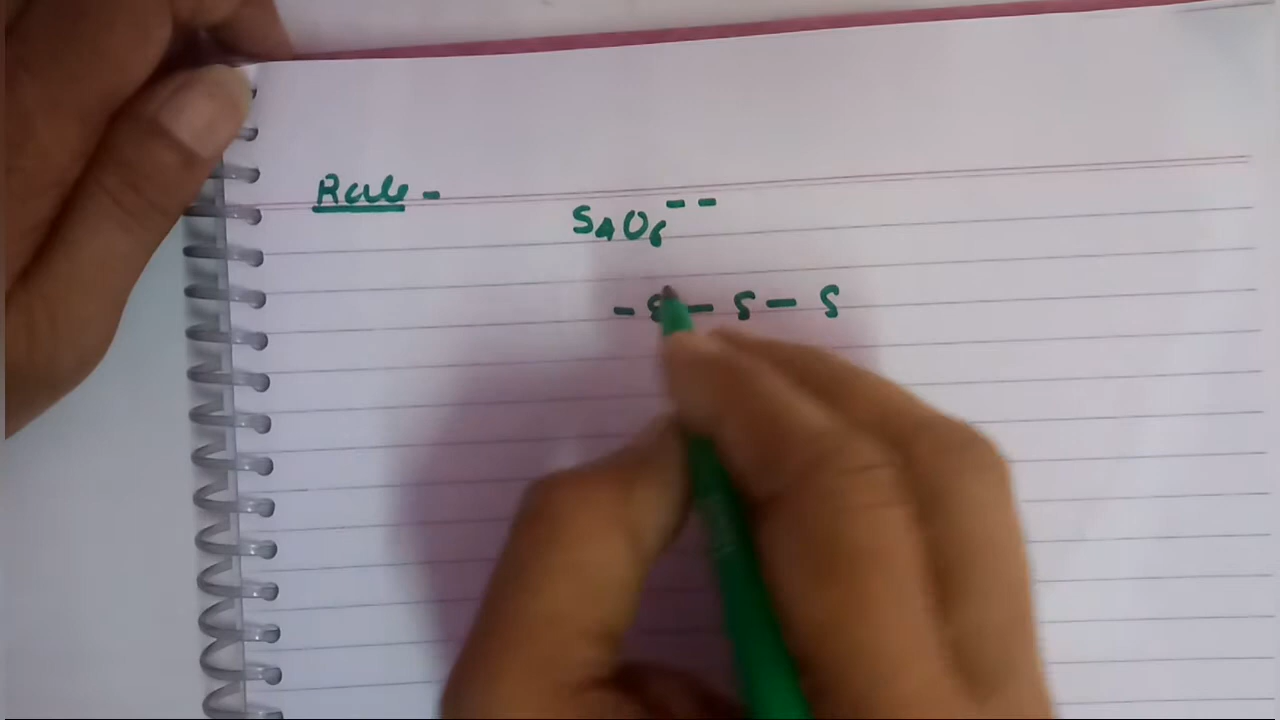 Rule -
S₄O₆⁻⁻
- S - S - S